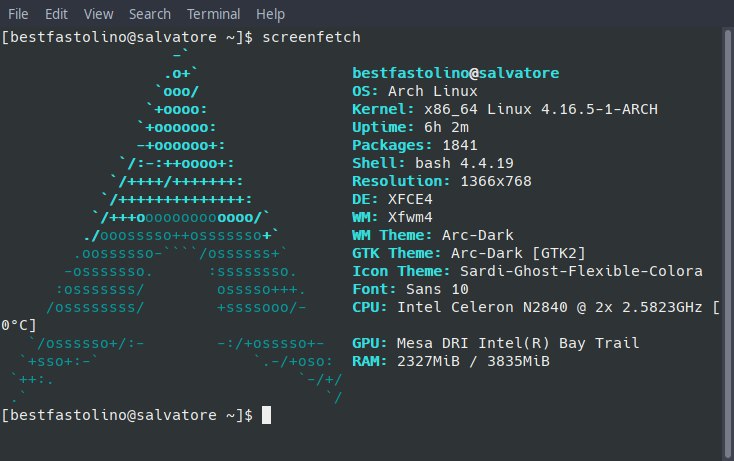 File Edit View Search Terminal Help
[bestfastolino@salvatore ~]$ screenfetch
                   -`
                  .o+`                 bestfastolino@salvatore
                 `ooo/                 OS: Arch Linux
                `+oooo:                Kernel: x86_64 Linux 4.16.5-1-ARCH
               `+oooooo:               Uptime: 6h 2m
               -+oooooo+:              Packages: 1841
             `/:-:++oooo+:             Shell: bash 4.4.19
            `/++++/+++++++:            Resolution: 1366x768
           `/++++++++++++++:           DE: XFCE4
          `/+++ooooooooooooo/`         WM: Xfwm4
         ./ooosssso++osssssso+`        WM Theme: Arc-Dark
        .oossssso-````/ossssss+`       GTK Theme: Arc-Dark [GTK2]
       -osssssso.      :ssssssso.      Icon Theme: Sardi-Ghost-Flexible-Colora
      :osssssss/        osssso+++.     Font: Sans 10
     /ossssssss/        +ssssooo/-     CPU: Intel Celeron N2840 @ 2x 2.5823GHz [
0°C]
   `/ossssso+/:-        -:/+osssso+-   GPU: Mesa DRI Intel(R) Bay Trail
  `+sso+:-`                 `.-/+oso:  RAM: 2327MiB / 3835MiB
 `++:.                           `-/+/
 .`                                 `/
[bestfastolino@salvatore ~]$